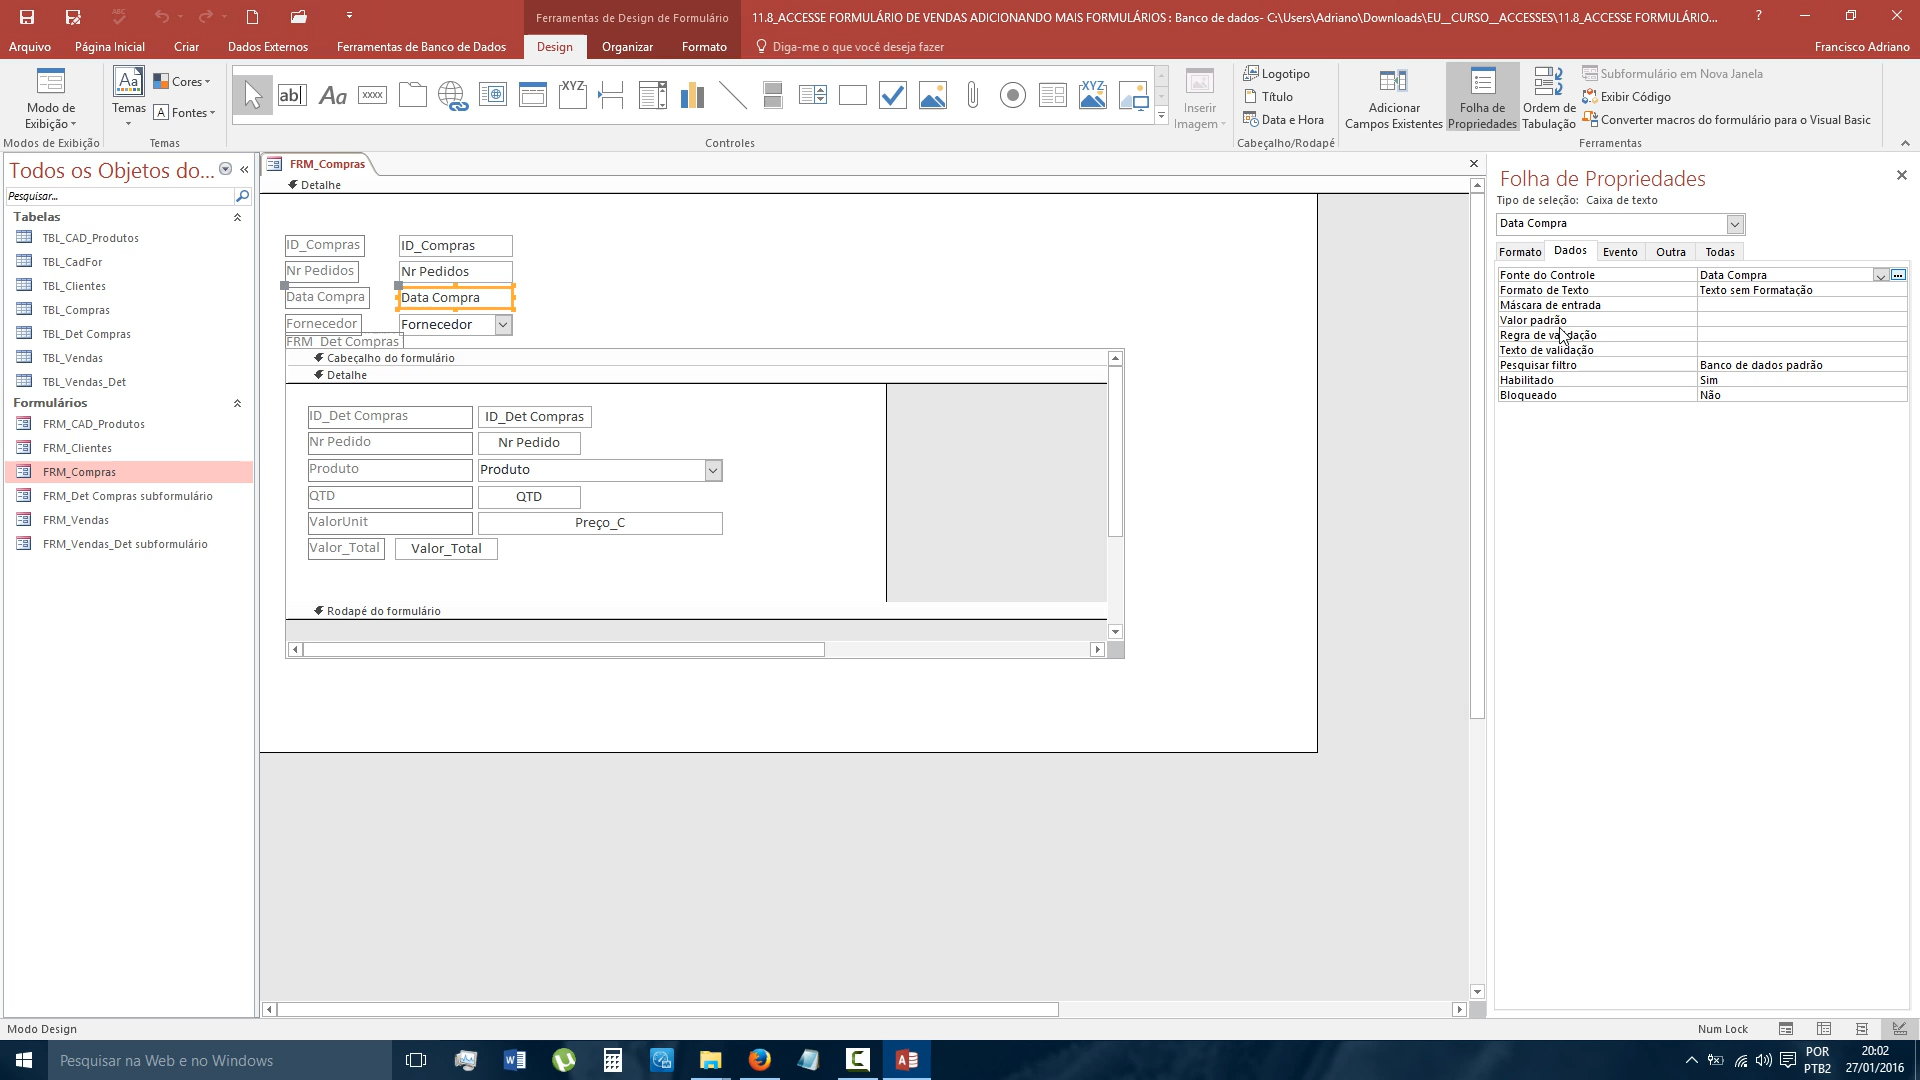 Ferramentas de Design de Formulário
11.8_ACCESSE FORMULÁRIO DE VENDAS ADICIONANDO MAIS FORMULÁRIOS : Banco de dados- C:\Users\Adriano\Downloads\EU__CURSO__ACCESSES\11.8_ACCESSE FORMULÁRIO...
Arquivo Página Inicial Criar Dados Externos Ferramentas de Banco de Dados Design Organizar Formato Diga-me o que você deseja fazer Francisco Adriano
Modo de Exibição
Modos de Exibição
Temas
Cores
Fontes
Temas
ab|
Aa
xxxx
XYZ
XYZ
Controles
Inserir Imagem
Logotipo
Título
Data e Hora
Cabeçalho/Rodapé
Adicionar Campos Existentes
Folha de Propriedades
Ordem de Tabulação
Subformulário em Nova Janela
Exibir Código
Converter macros do formulário para o Visual Basic
Ferramentas
Todos os Objetos do...
Pesquisar...
Tabelas
TBL_CAD_Produtos
TBL_CadFor
TBL_Clientes
TBL_Compras
TBL_Det Compras
TBL_Vendas
TBL_Vendas_Det
Formulários
FRM_CAD_Produtos
FRM_Clientes
FRM_Compras
FRM_Det Compras subformulário
FRM_Vendas
FRM_Vendas_Det subformulário
FRM_Compras
Detalhe
ID_Compras ID_Compras
Nr Pedidos Nr Pedidos
Data Compra Data Compra
Fornecedor Fornecedor
FRM_Det Compras
Cabeçalho do formulário
Detalhe
ID_Det Compras ID_Det Compras
Nr Pedido Nr Pedido
Produto Produto
QTD QTD
ValorUnit Preço_C
Valor_Total Valor_Total
Rodapé do formulário
Folha de Propriedades
Tipo de seleção: Caixa de texto
Data Compra
Formato Dados Evento Outra Todas
Fonte do Controle Data Compra
Formato de Texto Texto sem Formatação
Máscara de entrada
Valor padrão
Regra de validação
Texto de validação
Pesquisar filtro Banco de dados padrão
Habilitado Sim
Bloqueado Não
Modo Design
Num Lock
Pesquisar na Web e no Windows
POR
PTB2
20:02
27/01/2016